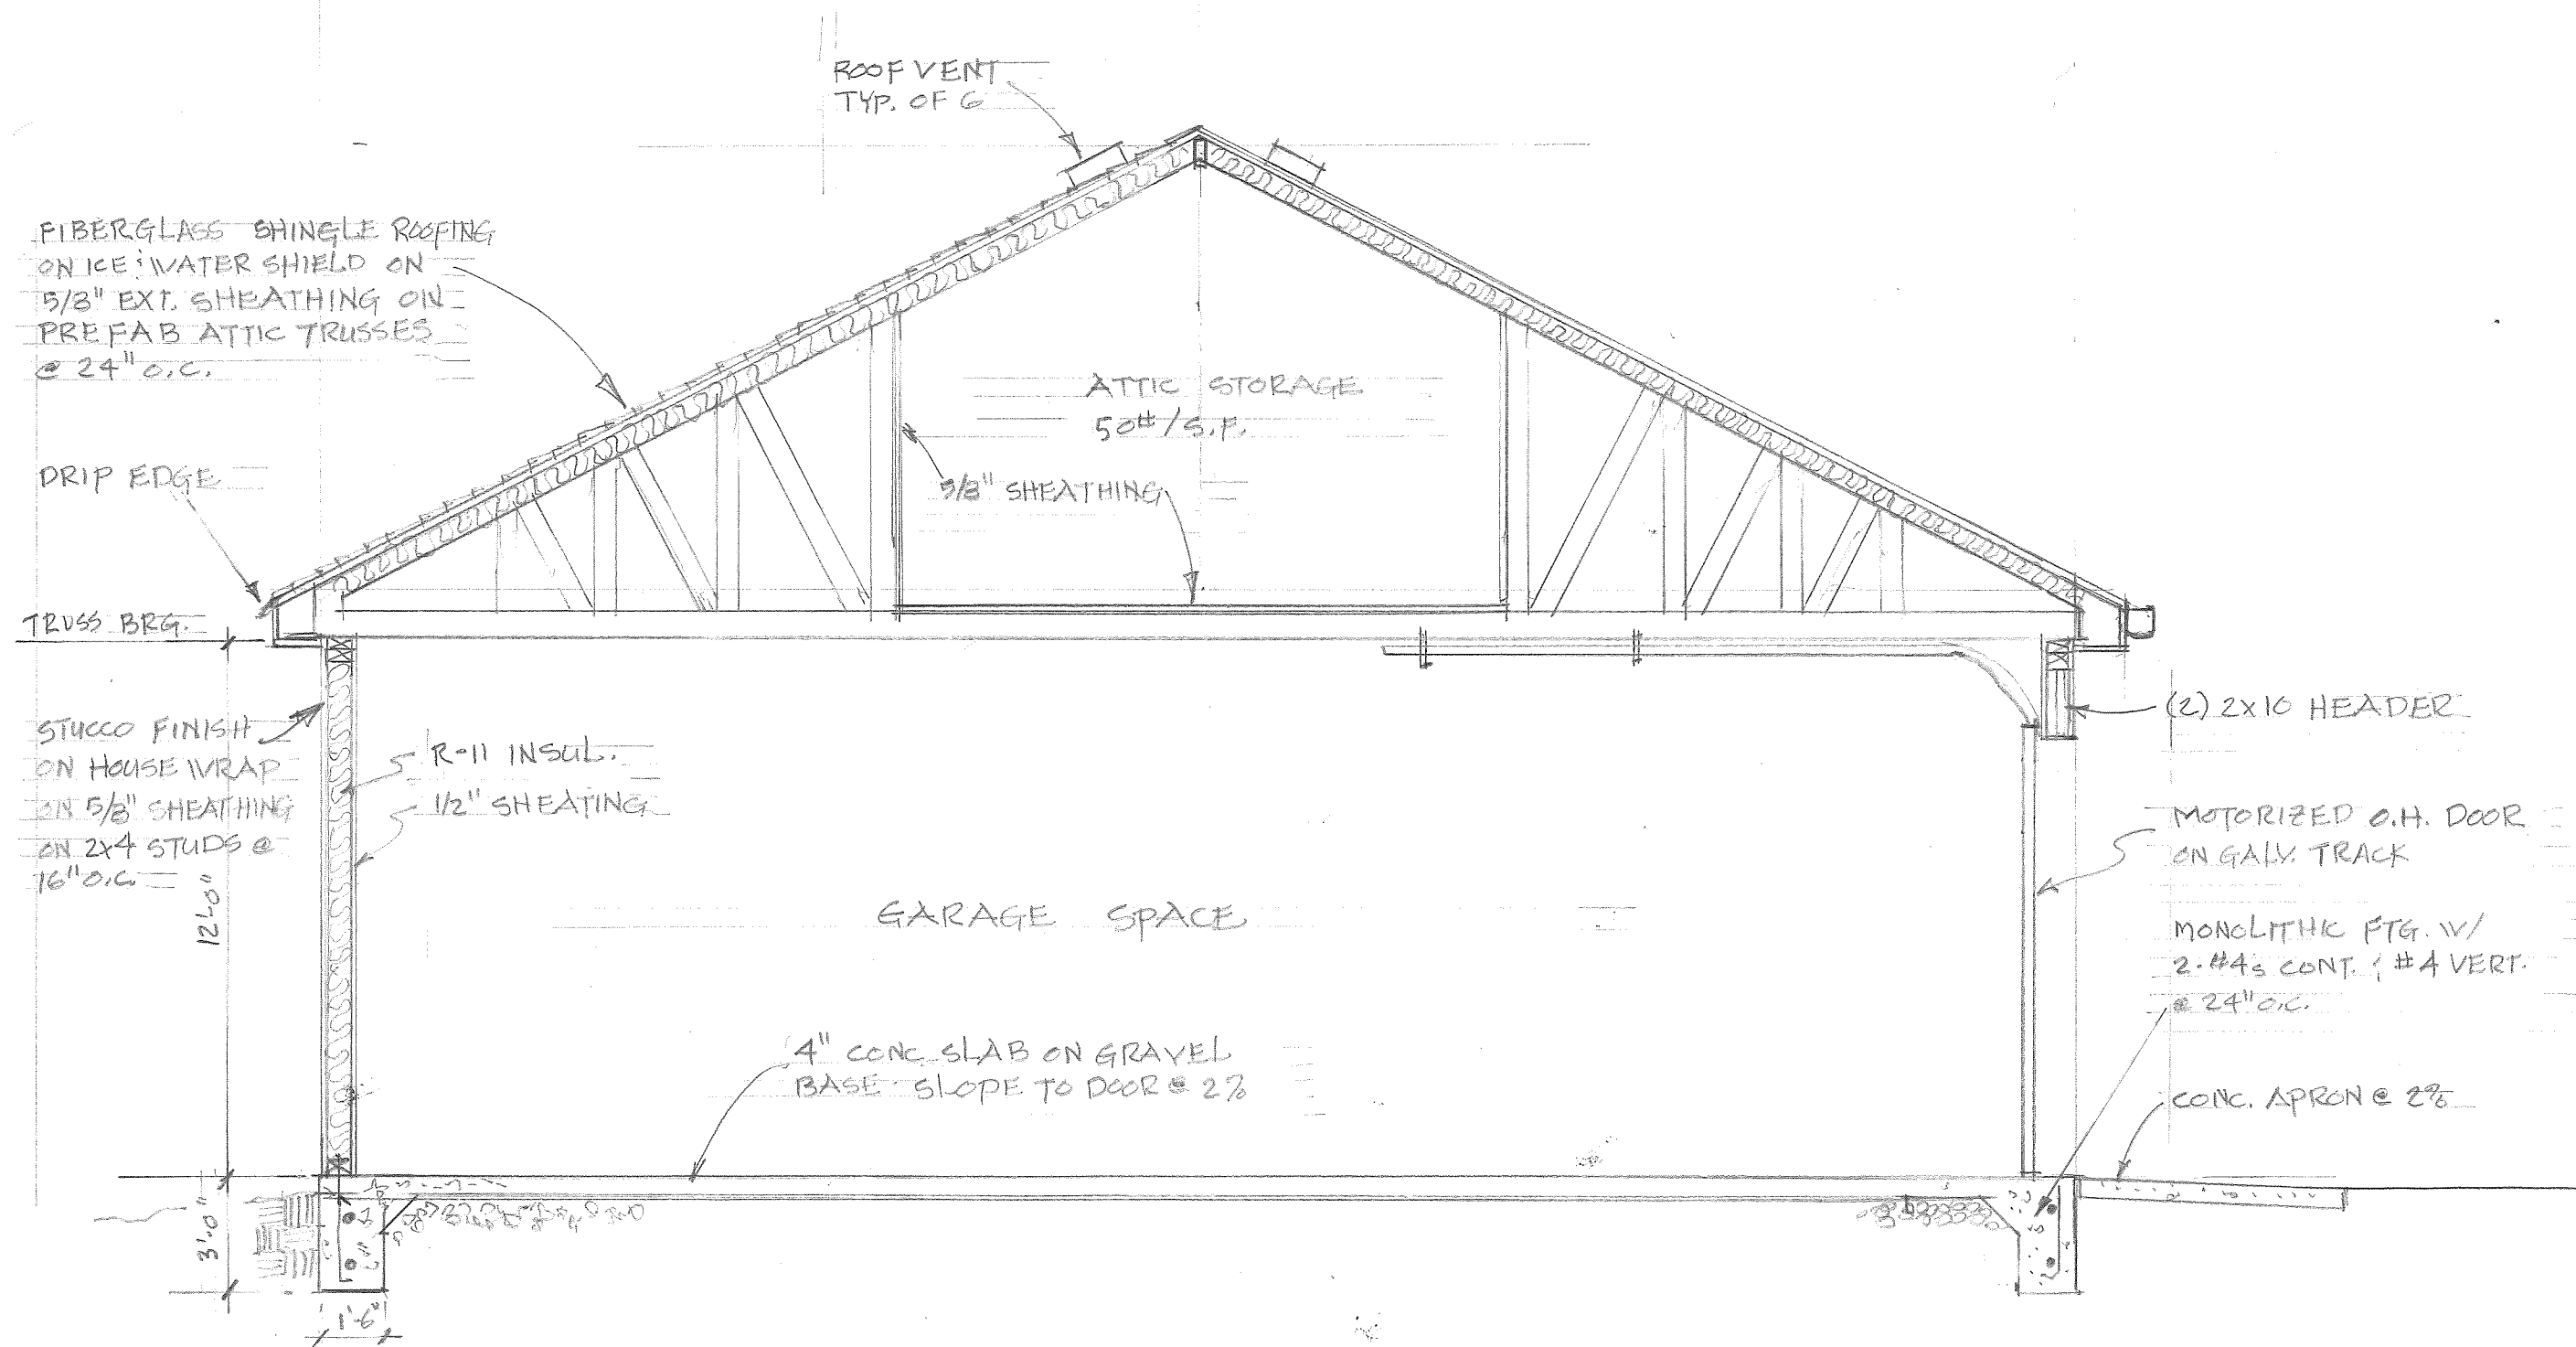 ROOF VENT
TYP. OF 6
FIBERGLASS SHINGLE ROOFING
ON ICE & WATER SHIELD ON
5/8" EXT. SHEATHING ON
PREFAB ATTIC TRUSSES
@ 24" O.C.
DRIP EDGE
TRUSS BRG.
ATTIC STORAGE
50#/S.F.
5/8" SHEATHING
STUCCO FINISH
ON HOUSE WRAP
ON 5/8" SHEATHING
ON 2x4 STUDS @
16" O.C.
R-11 INSUL.
1/2" SHEATING
12'-0"
3'-0"
1'-6"
GARAGE SPACE
4" CONC. SLAB ON GRAVEL
BASE. SLOPE TO DOOR @ 2%
(2) 2x10 HEADER
MOTORIZED O.H. DOOR
ON GALV. TRACK
MONOLITHIC FTG. W/
2-#4s CONT. & #4 VERT.
@ 24" O.C.
CONC. APRON @ 2%